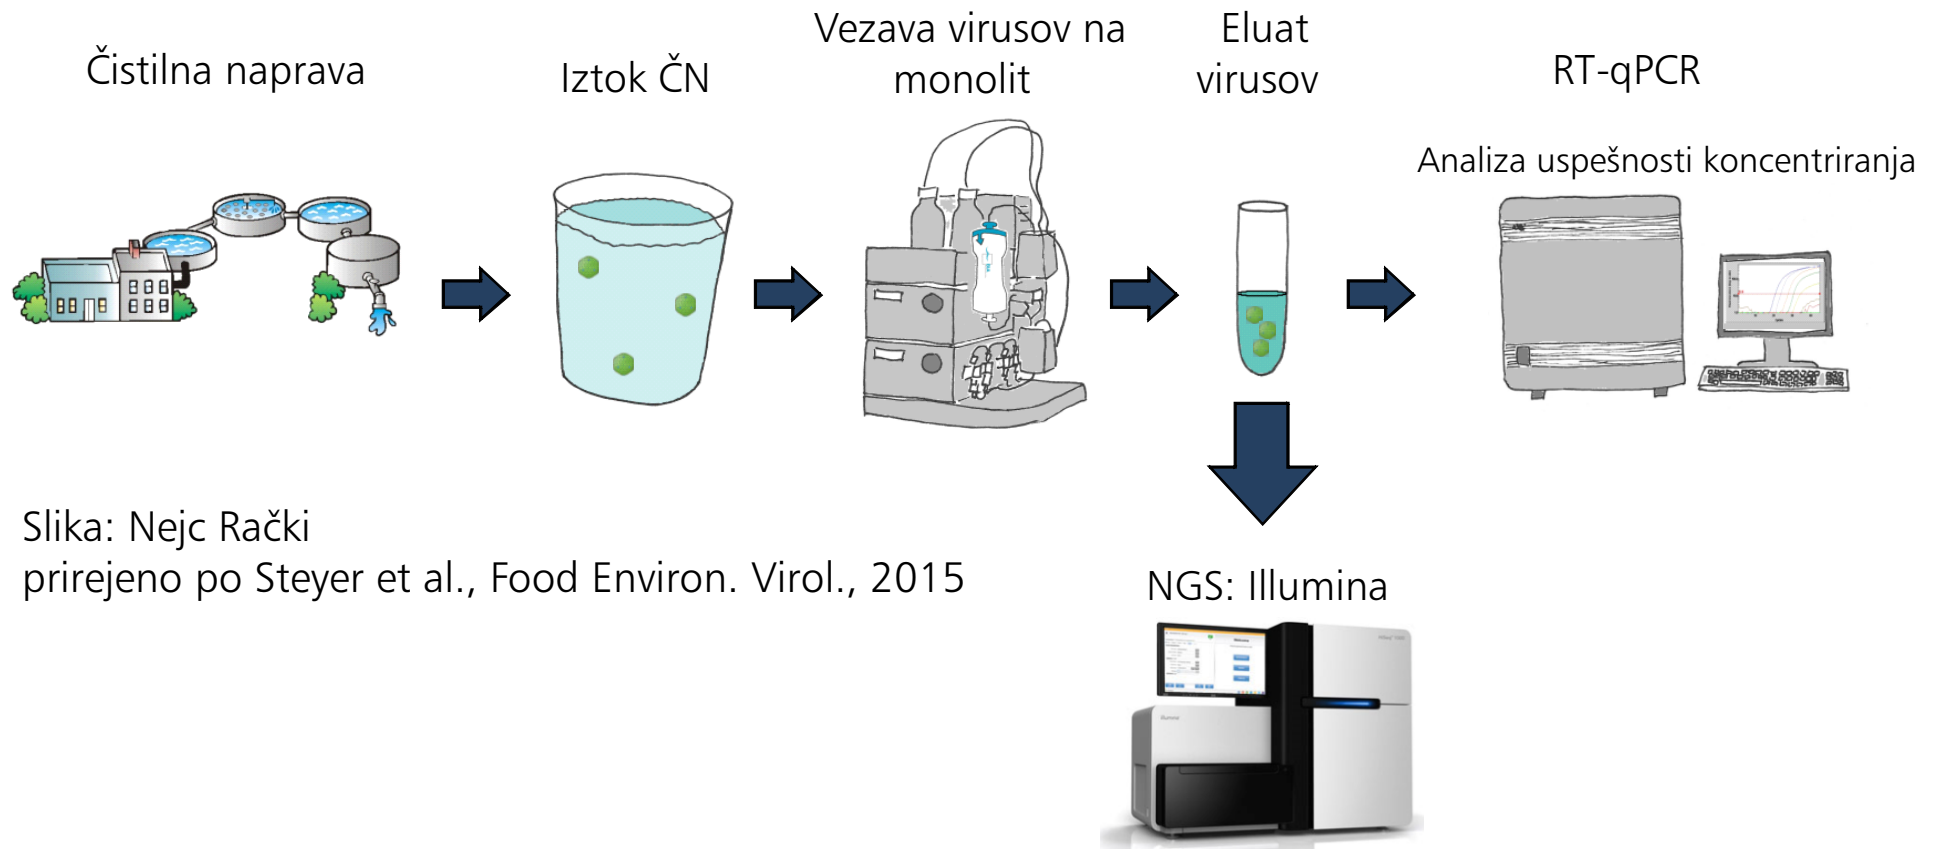 Čistilna naprava
Iztok ČN
Vezava virusov na
monolit
Eluat
virusov
RT-qPCR
Analiza uspešnosti koncentriranja
Slika: Nejc Rački
prirejeno po Steyer et al., Food Environ. Virol., 2015
NGS: Illumina